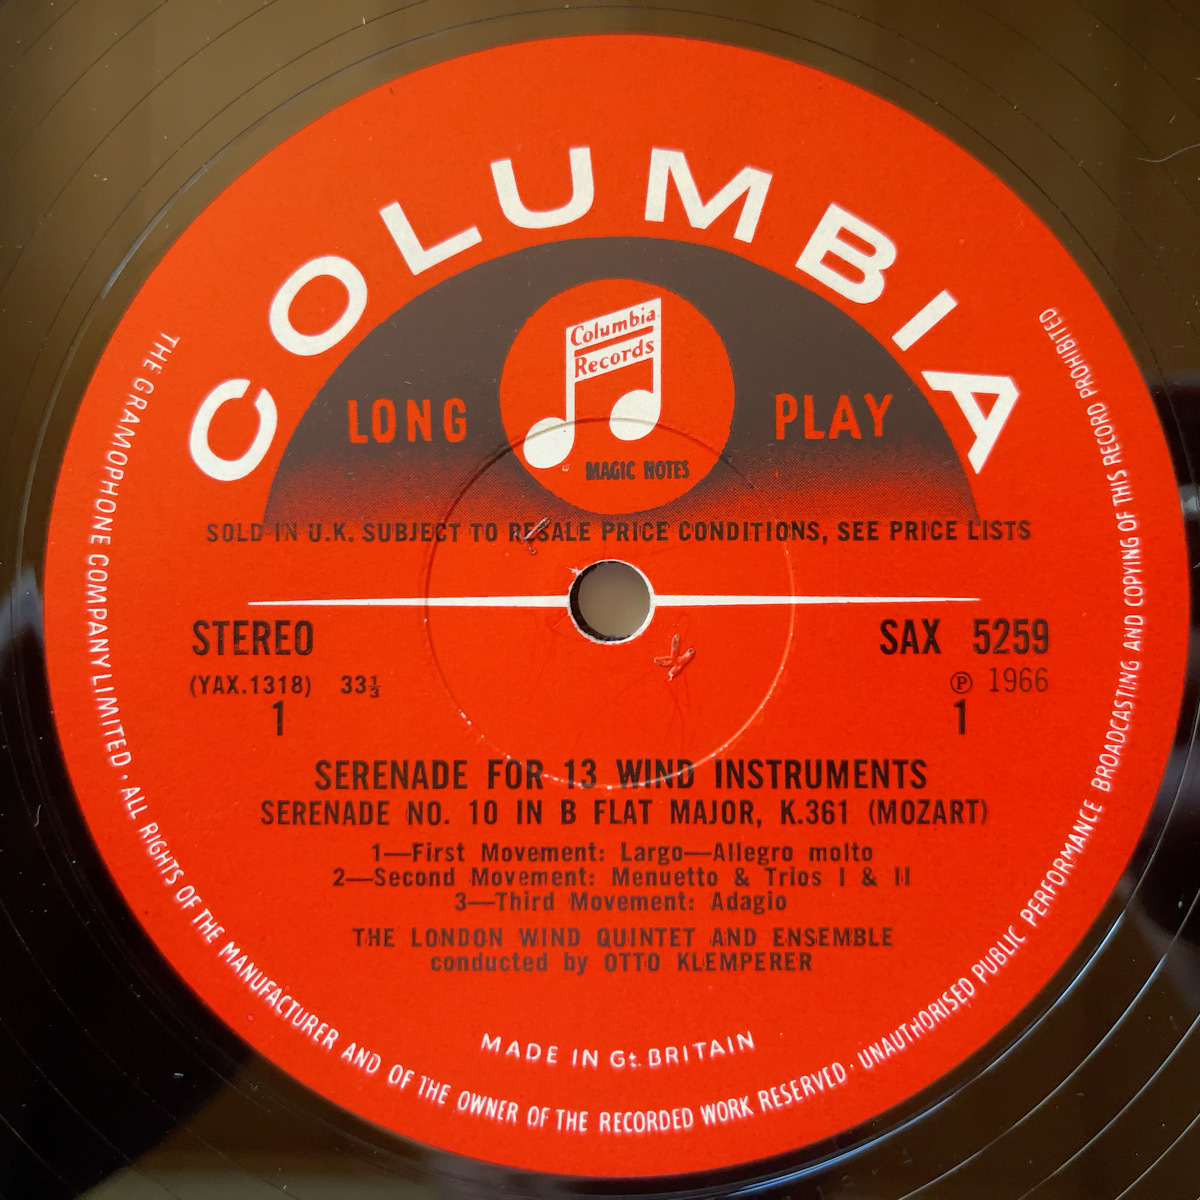 COLUMBIA
Columbia
Records
LONG PLAY
MAGIC NOTES
SOLD IN U.K. SUBJECT TO RESALE PRICE CONDITIONS, SEE PRICE LISTS
STEREO SAX 5259
(YAX.1318) 33⅓ ℗ 1966
1 1
SERENADE FOR 13 WIND INSTRUMENTS
SERENADE NO. 10 IN B FLAT MAJOR, K.361 (MOZART)
1—First Movement: Largo—Allegro molto
2—Second Movement: Menuetto & Trios I & II
3—Third Movement: Adagio
THE LONDON WIND QUINTET AND ENSEMBLE
conducted by OTTO KLEMPERER
MADE IN Gt. BRITAIN
THE GRAMOPHONE COMPANY LIMITED · ALL RIGHTS OF THE MANUFACTURER AND OF THE OWNER OF THE RECORDED WORK RESERVED · UNAUTHORISED PUBLIC PERFORMANCE BROADCASTING AND COPYING OF THIS RECORD PROHIBITED